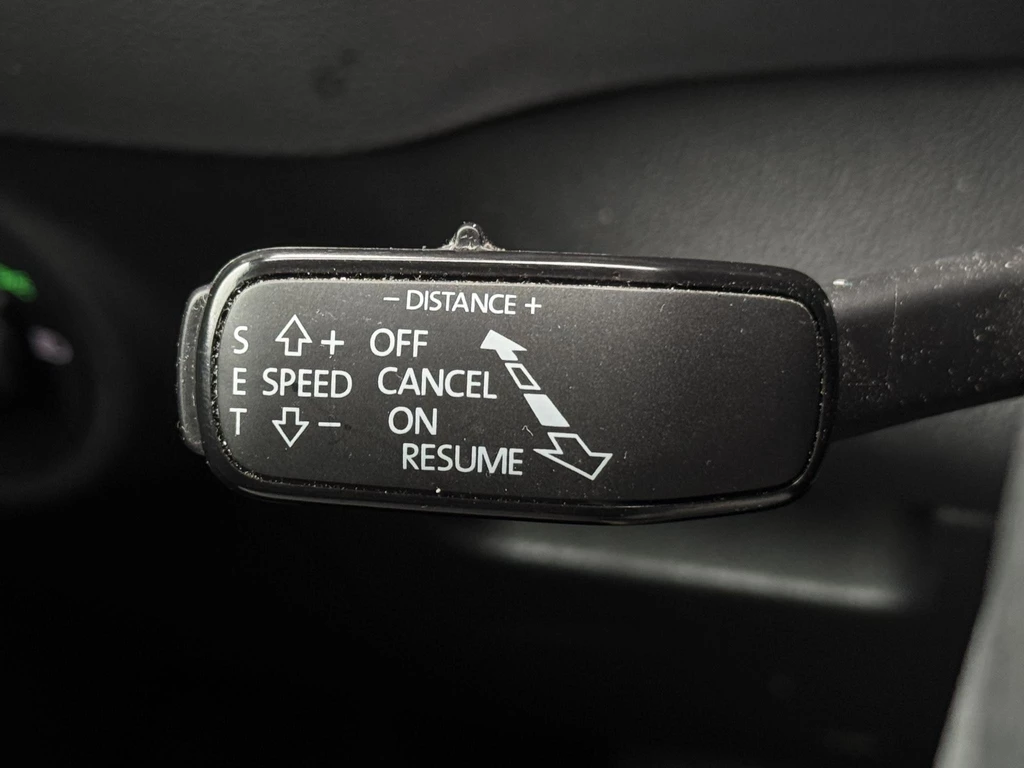 - DISTANCE +
S + OFF
E SPEED CANCEL
T - ON
RESUME